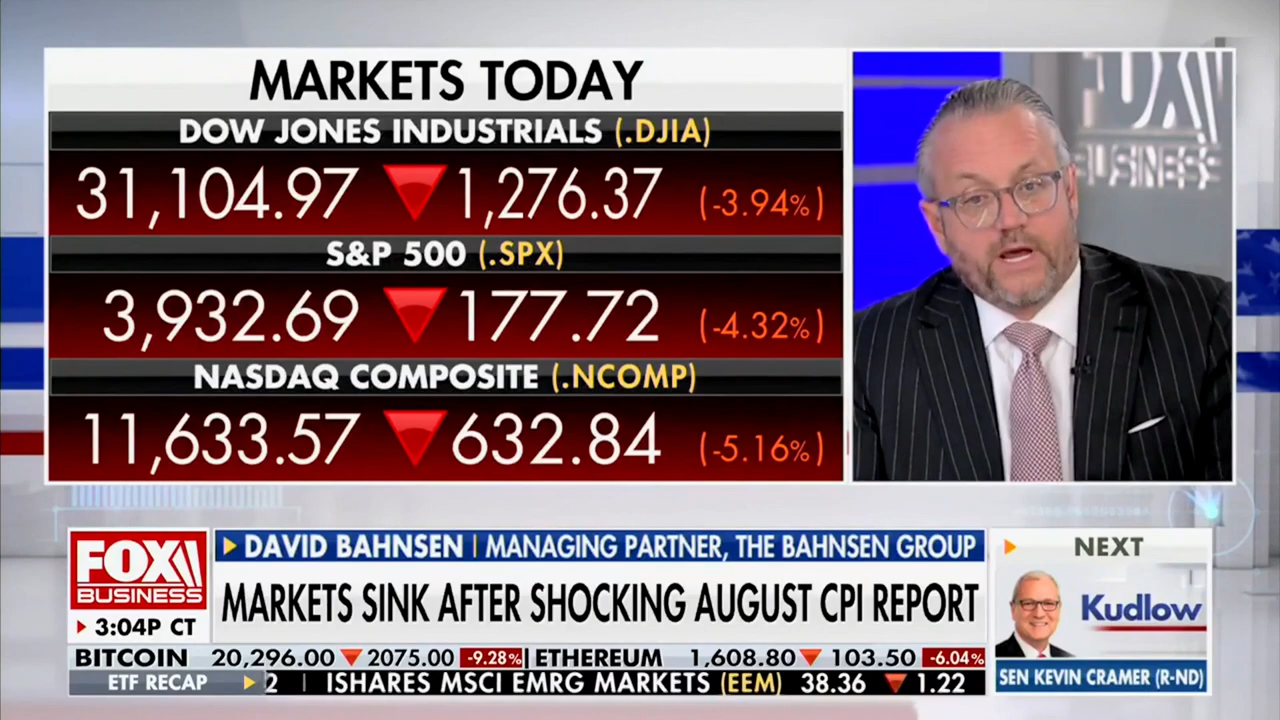 MARKETS TODAY
DOW JONES INDUSTRIALS (.DJIA)
31,104.97 ▼ 1,276.37 (-3.94%)
S&P 500 (.SPX)
3,932.69 ▼ 177.72 (-4.32%)
NASDAQ COMPOSITE (.NCOMP)
11,633.57 ▼ 632.84 (-5.16%)
FOX
BUSINESS
FOX
BUSINESS
3:04P CT
DAVID BAHNSEN | MANAGING PARTNER, THE BAHNSEN GROUP
MARKETS SINK AFTER SHOCKING AUGUST CPI REPORT
NEXT
Kudlow
SEN KEVIN CRAMER (R-ND)
BITCOIN 20,296.00 ▼ 2075.00 -9.28% | ETHEREUM 1,608.80 ▼ 103.50 -6.04%
ETF RECAP 2 | ISHARES MSCI EMRG MARKETS (EEM) 38.36 ▼ 1.22